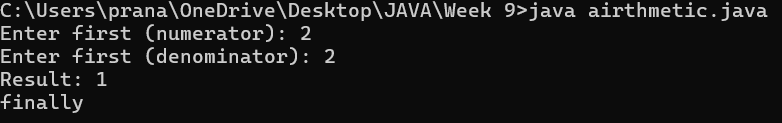 C:\Users\prana\OneDrive\Desktop\JAVA\Week 9>java airthmetic.java
Enter first (numerator): 2
Enter first (denominator): 2
Result: 1
finally